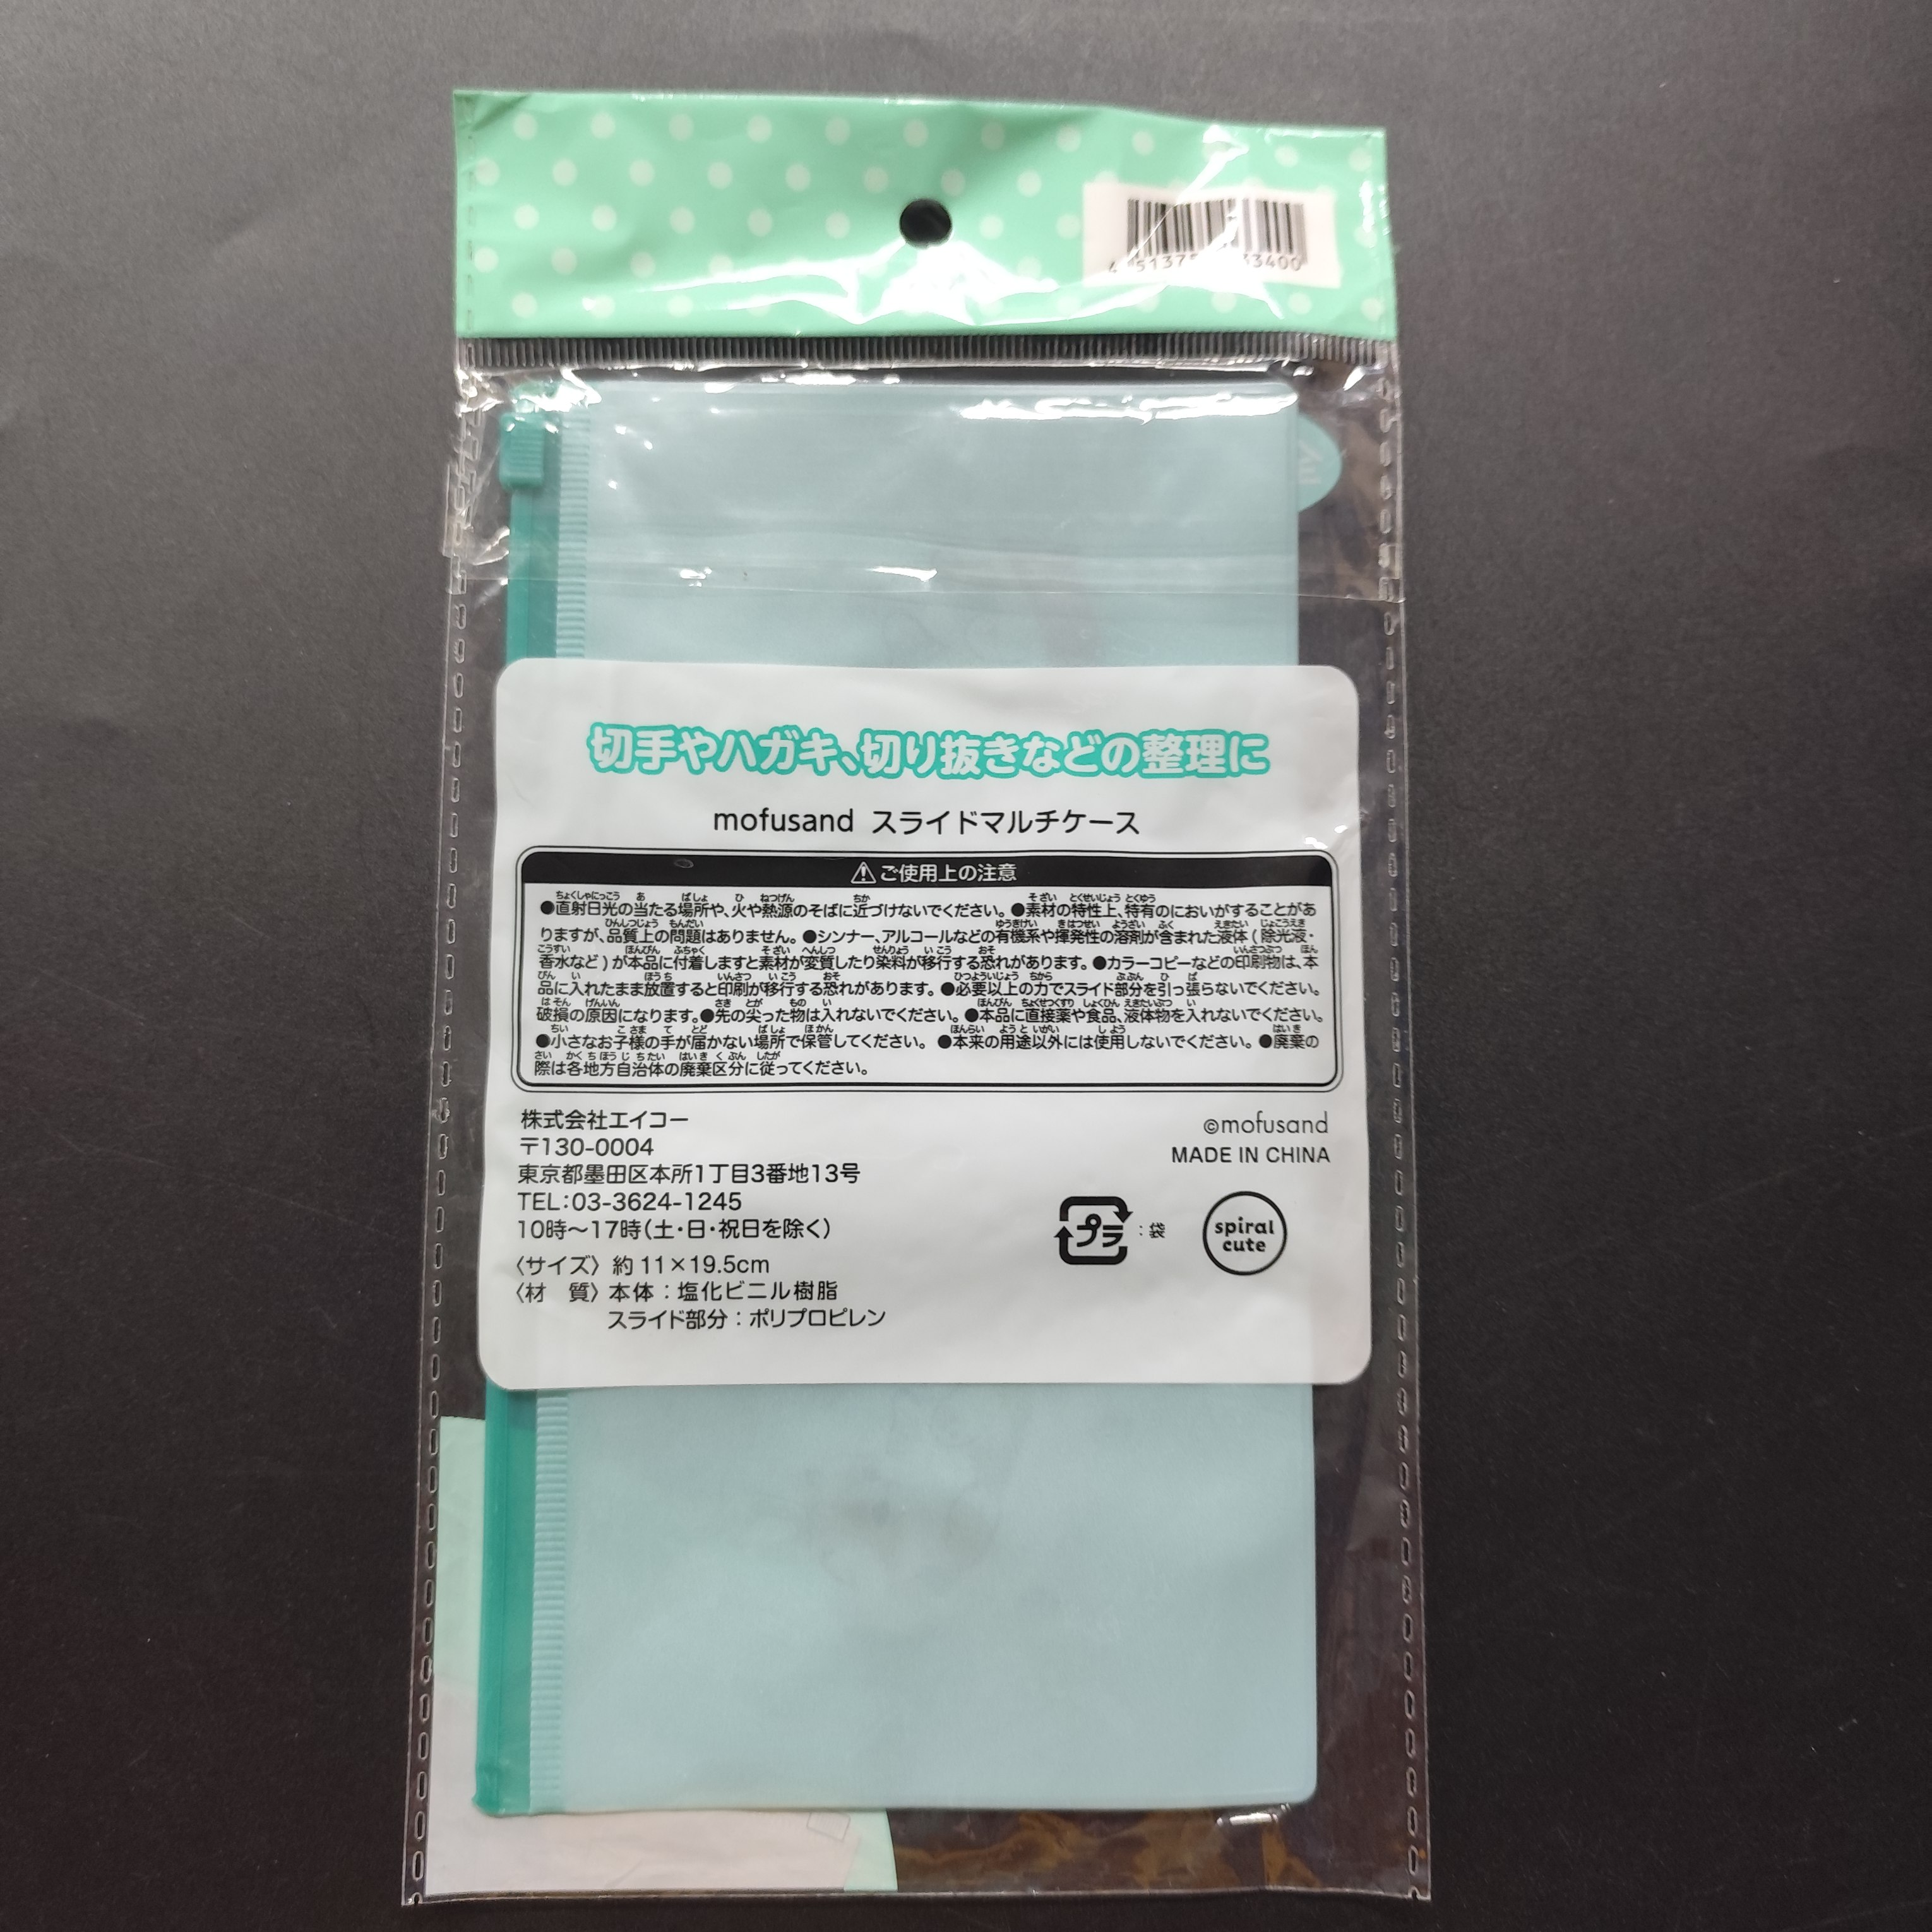 切手やハガキ、切り抜きなどの整理に
mofusand スライドマルチケース
⚠ご使用上の注意
●直射日光の当たる場所や、火や熱源のそばに近づけないでください。●素材の特性上、特有のにおいがすることがあ
りますが、品質上の問題はありません。●シンナー、アルコールなどの有機系や揮発性の溶剤が含まれた液体(除光液・
香水など)が本品に付着しますと素材が変質したり染料が移行する恐れがあります。●カラーコピーなどの印刷物は、本
品に入れたまま放置すると印刷が移行する恐れがあります。●必要以上の力でスライド部分を引っ張らないでください。
破損の原因になります。●先の尖った物は入れないでください。●本品に直接薬や食品、液体物を入れないでください。
●小さなお子様の手が届かない場所で保管してください。●本来の用途以外には使用しないでください。●廃棄の
際は各地方自治体の廃棄区分に従ってください。
株式会社エイコー
〒130-0004
東京都墨田区本所1丁目3番地13号
TEL:03-3624-1245
10時〜17時(土・日・祝日を除く)
〈サイズ〉約11×19.5cm
〈材 質〉本体:塩化ビニル樹脂
スライド部分:ポリプロピレン
©mofusand
MADE IN CHINA
プラ:袋
spiral
cute